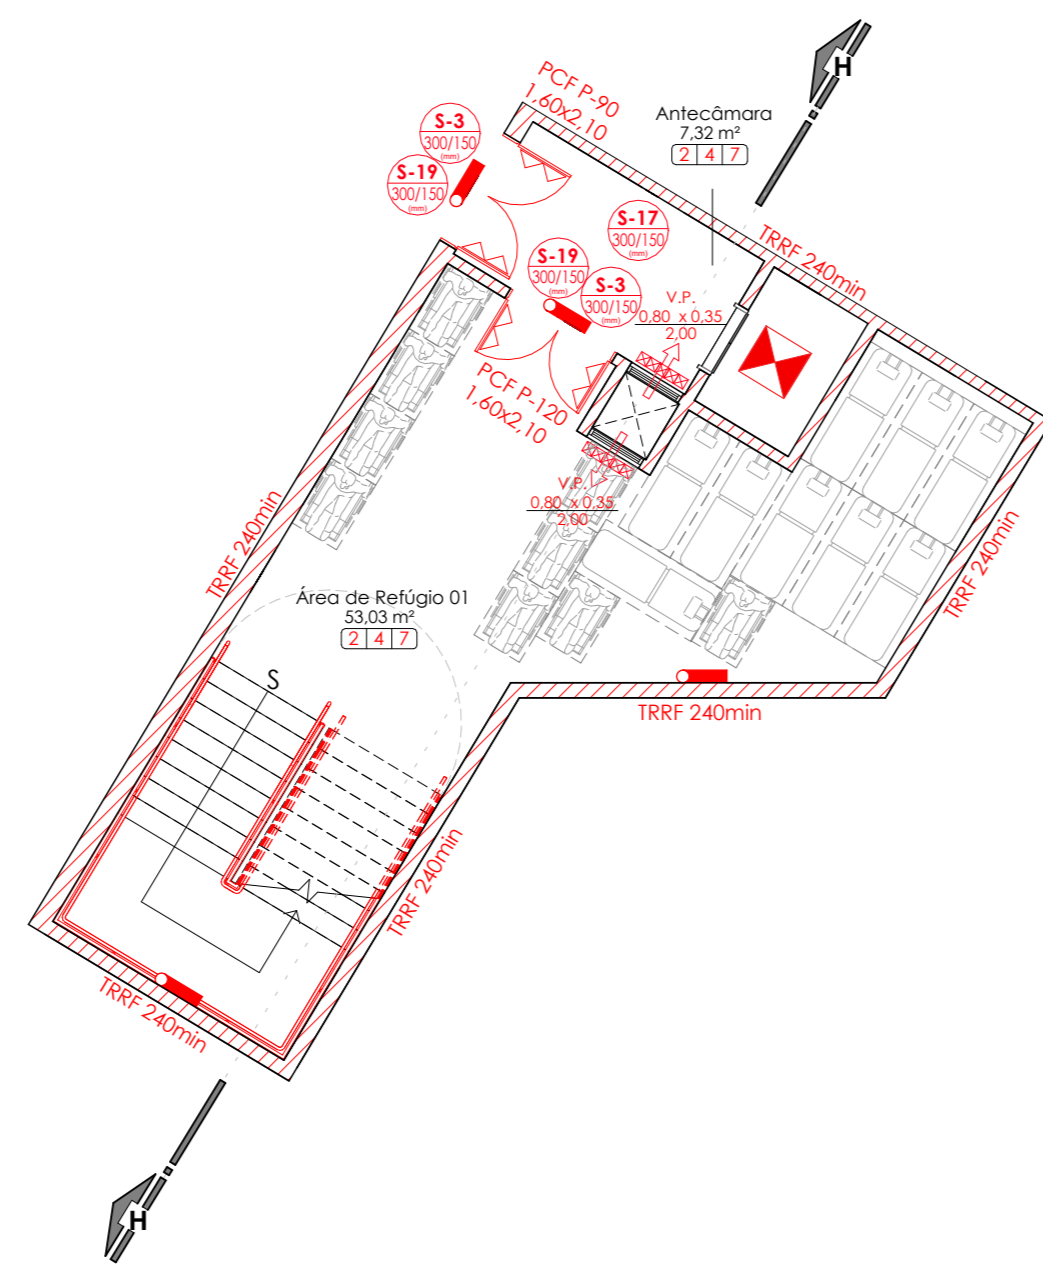 H
PCF P-90
1,60x2,10
Antecâmara
7,32 m²
2 4 7
S-3
300/150
(mm)
S-19
300/150
(mm)
S-17
300/150
(mm)
TRRF 240min
S-19
300/150
(mm)
S-3
300/150
(mm)
V.P.
0,80 x 0,35
2,00
PCF P-120
1,60x2,10
V.P.
0,80 x 0,35
2,00
TRRF 240min
TRRF 240min
Área de Refúgio 01
53,03 m²
2 4 7
S
TRRF 240min
TRRF 240min
TRRF 240min
H